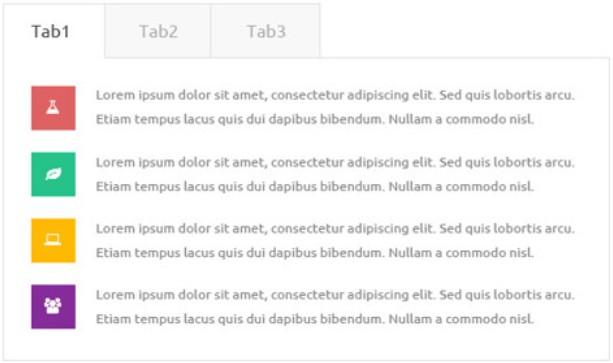 Tab1 Tab2 Tab3
Lorem ipsum dolor sit amet, consectetur adipiscing elit. Sed quis lobortis arcu.
Etiam tempus lacus quis dui dapibus bibendum. Nullam a commodo nisl.
Lorem ipsum dolor sit amet, consectetur adipiscing elit. Sed quis lobortis arcu.
Etiam tempus lacus quis dui dapibus bibendum. Nullam a commodo nisl.
Lorem ipsum dolor sit amet, consectetur adipiscing elit. Sed quis lobortis arcu.
Etiam tempus lacus quis dui dapibus bibendum. Nullam a commodo nisl.
Lorem ipsum dolor sit amet, consectetur adipiscing elit. Sed quis lobortis arcu.
Etiam tempus lacus quis dui dapibus bibendum. Nullam a commodo nisl.